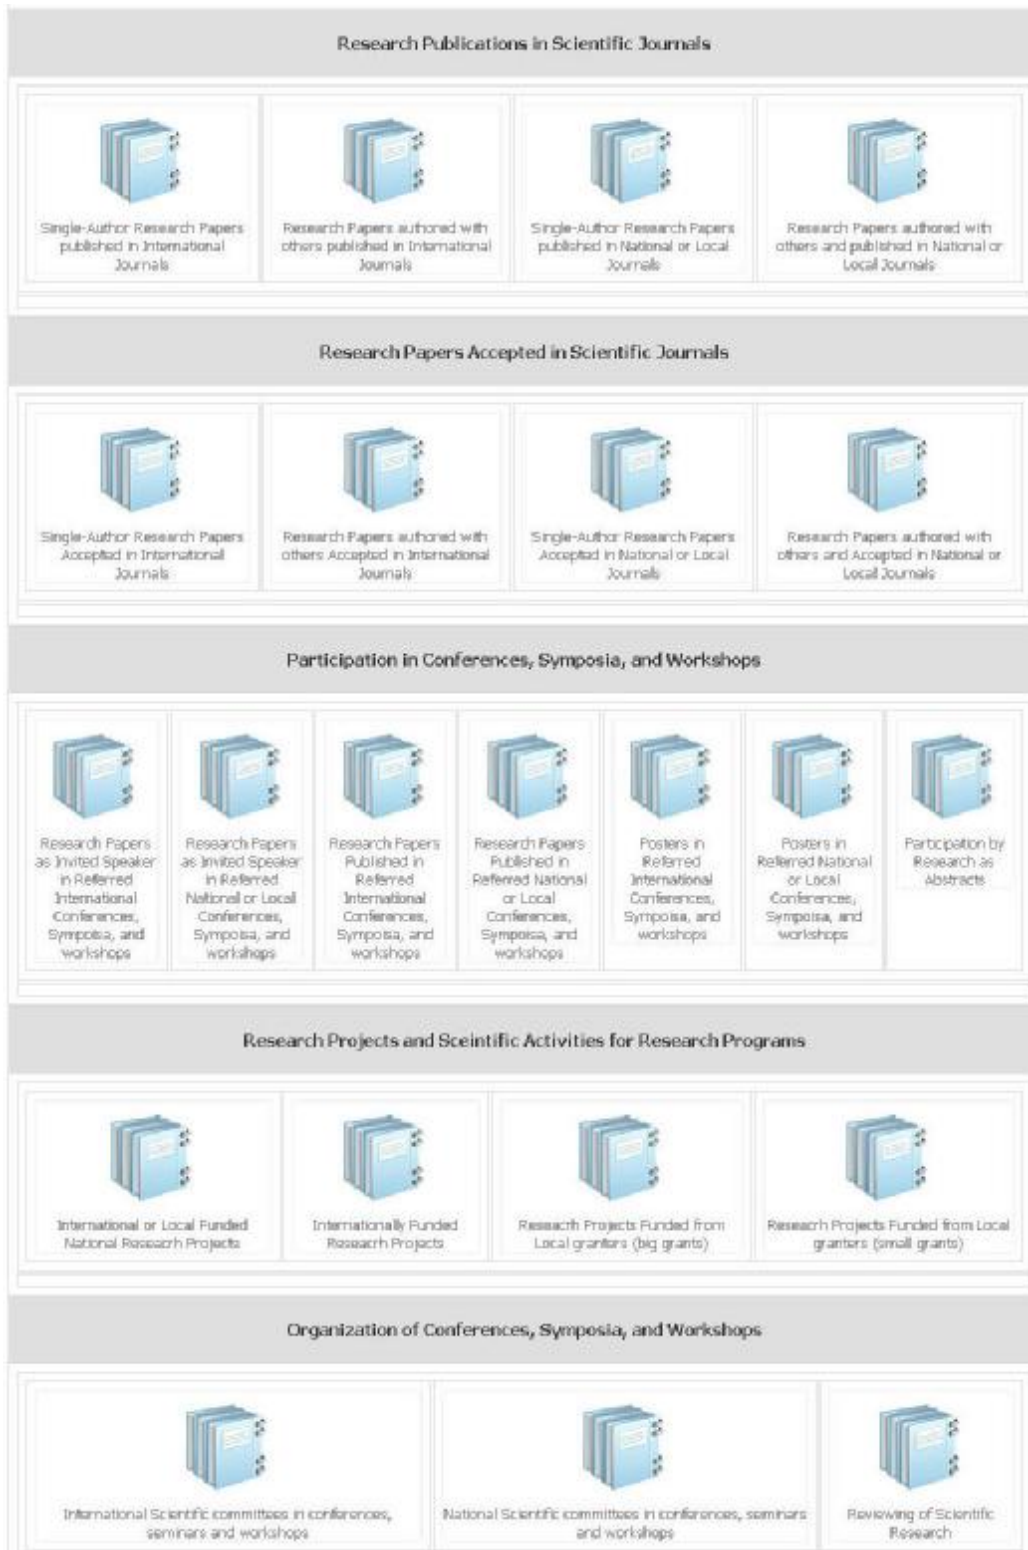 Research Publications in Scientific Journals
Single-Author Research Papers
published in International
Journals
Research Papers authored with
others published in International
Journals
Single-Author Research Papers
published in National or Local
Journals
Research Papers authored with
others and published in National or
Local Journals
Research Papers Accepted in Scientific Journals
Single-Author Research Papers
Accepted in International
Journals
Research Papers authored with
others Accepted in International
Journals
Single-Author Research Papers
Accepted in National or Local
Journals
Research Papers authored with
others and Accepted in National or
Local Journals
Participation in Conferences, Symposia, and Workshops
Research Papers
as Invited Speaker
in Referred
International
Conferences,
Sympoisa, and
workshops
Research Papers
as Invited Speaker
in Referred
National or Local
Conferences,
Sympoisa, and
workshops
Research Papers
Published in
Referred
International
Conferences,
Sympoisa, and
workshops
Research Papers
Published in
Referred National
or Local
Conferences,
Sympoisa, and
workshops
Posters in
Referred
International
Conferences,
Sympoisa, and
workshops
Posters in
Referred National
or Local
Conferences,
Sympoisa, and
workshops
Participation by
Research as
Abstracts
Research Projects and Sceintific Activities for Research Programs
International or Local Funded
National Reseacrh Projects
Internationally Funded
Reseacrh Projects
Reseacrh Projects Funded from
Local granters (big grants)
Reseacrh Projects Funded from Local
granters (small grants)
Organization of Conferences, Symposia, and Workshops
International Scientific committees in conferences,
seminars and workshops
National Scientific committees in conferences, seminars
and workshops
Reviewing of Scientific
Research